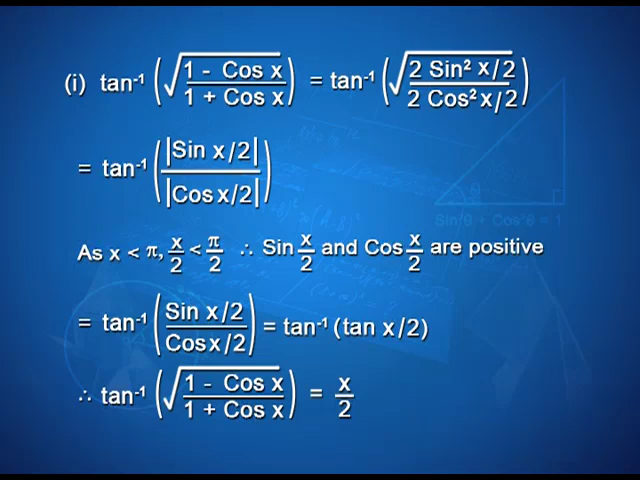 (i) tan⁻¹ (√(1 - Cos x / 1 + Cos x)) = tan⁻¹ (√(2 Sin² x/2 / 2 Cos² x/2))
= tan⁻¹ (|Sin x/2| / |Cos x/2|)
As x < π, x/2 < π/2 ∴ Sin x/2 and Cos x/2 are positive
= tan⁻¹ (Sin x/2 / Cos x/2) = tan⁻¹ (tan x/2)
∴ tan⁻¹ (√(1 - Cos x / 1 + Cos x)) = x/2